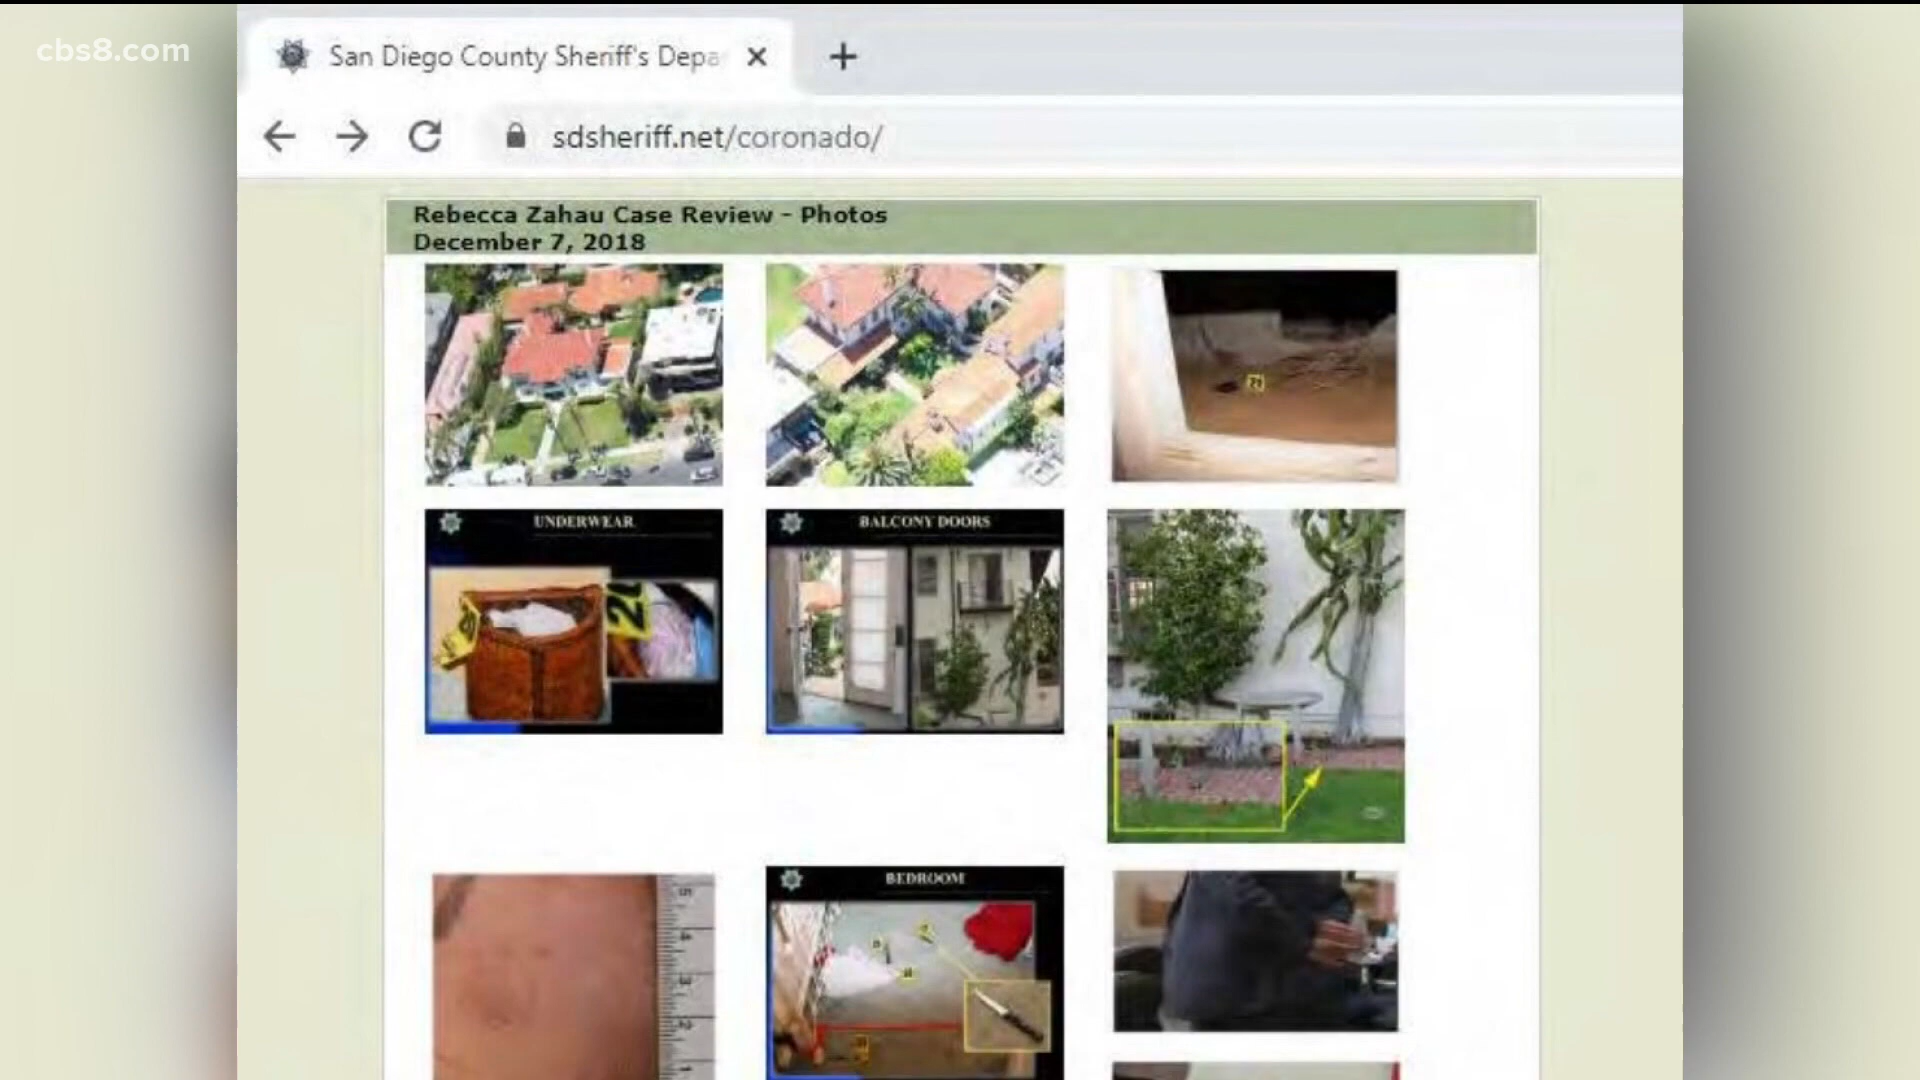 cbs8.com
San Diego County Sheriff's Depa
sdsheriff.net/coronado/
Rebecca Zahau Case Review - Photos
December 7, 2018
21
UNDERWEAR
BALCONY DOORS
BEDROOM